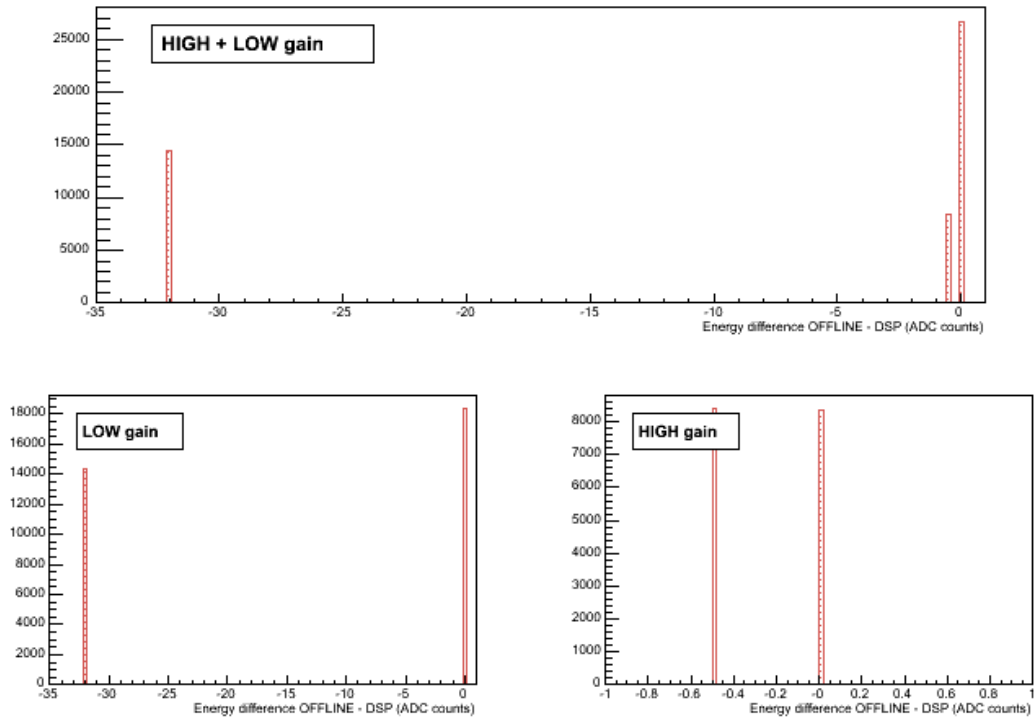 HIGH + LOW gain
25000
20000
15000
10000
5000
0
-35 -30 -25 -20 -15 -10 -5 0
Energy difference OFFLINE - DSP (ADC counts)
LOW gain
18000
16000
14000
12000
10000
8000
6000
4000
2000
0
-35 -30 -25 -20 -15 -10 -5 0
Energy difference OFFLINE - DSP (ADC counts)
HIGH gain
8000
7000
6000
5000
4000
3000
2000
1000
0
-1 -0.8 -0.6 -0.4 -0.2 -0 0.2 0.4 0.6 0.8 1
Energy difference OFFLINE - DSP (ADC counts)